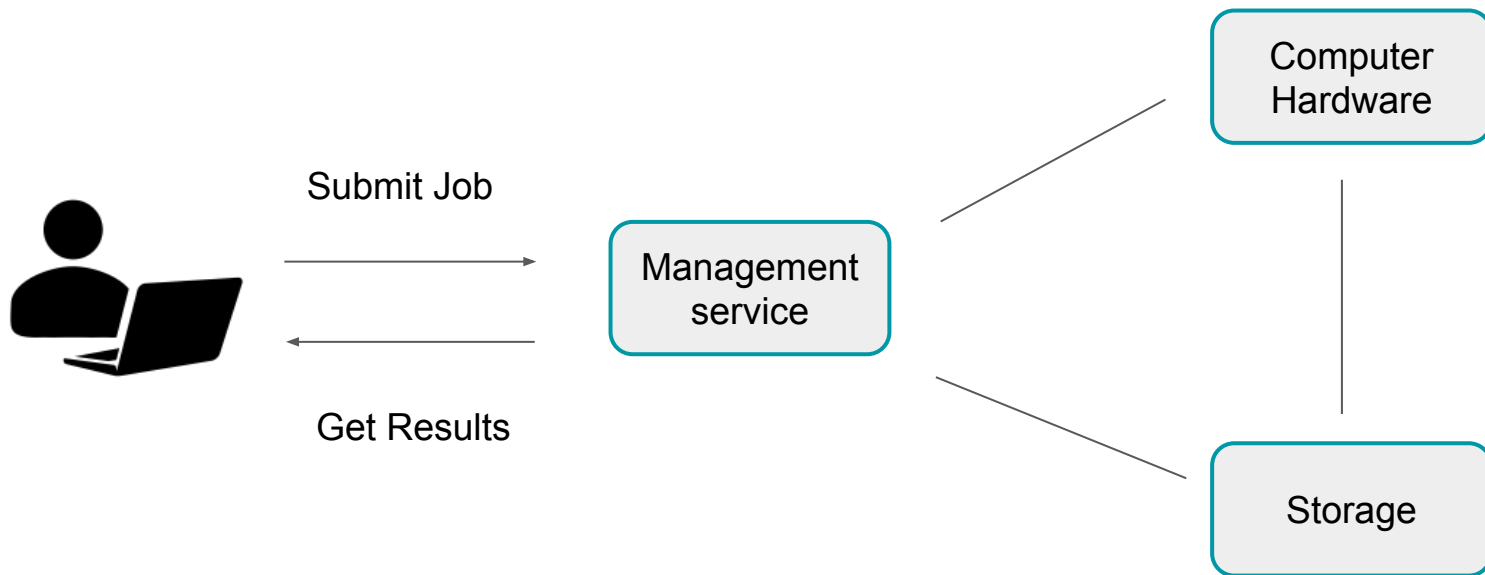 Submit Job
Get Results
Management
service
Computer
Hardware
Storage